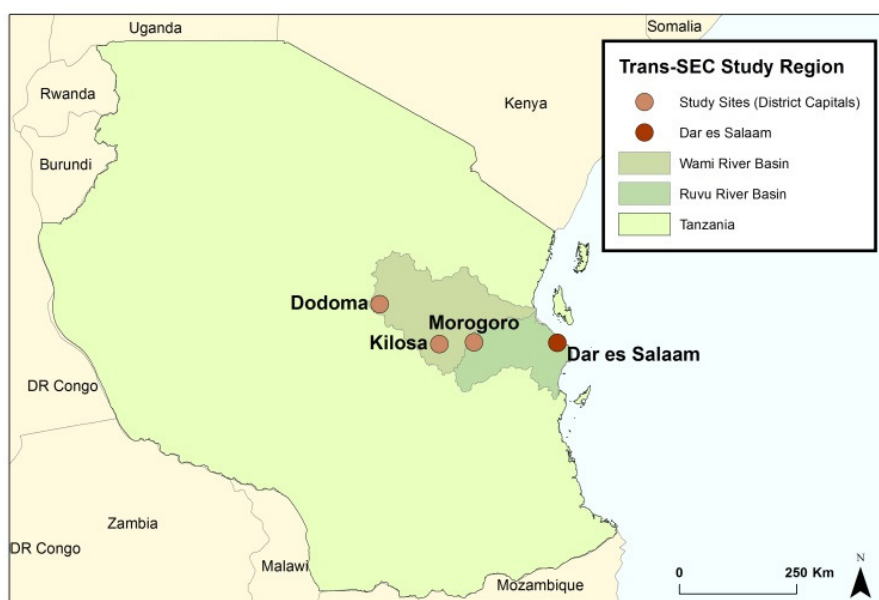 Uganda
Somalia
Rwanda
Kenya
Burundi
Trans-SEC Study Region
Study Sites (District Capitals)
Dar es Salaam
Wami River Basin
Ruvu River Basin
Tanzania
Dodoma
Morogoro
Kilosa
Dar es Salaam
DR Congo
Zambia
DR Congo
Malawi
Mozambique
0
250 Km
N